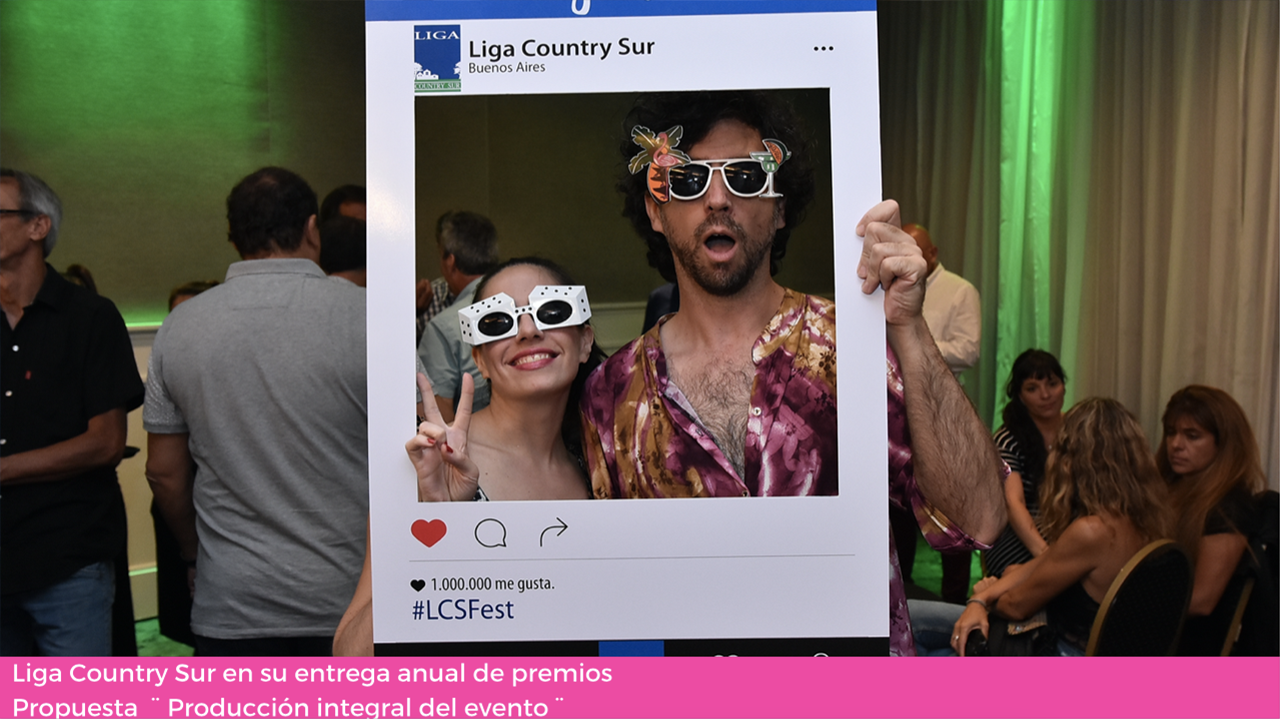 LIGA
COUNTRY SUR
Liga Country Sur
Buenos Aires
1.000.000 me gusta.
#LCSFest
Liga Country Sur en su entrega anual de premios
Propuesta ¨ Producción integral del evento ¨